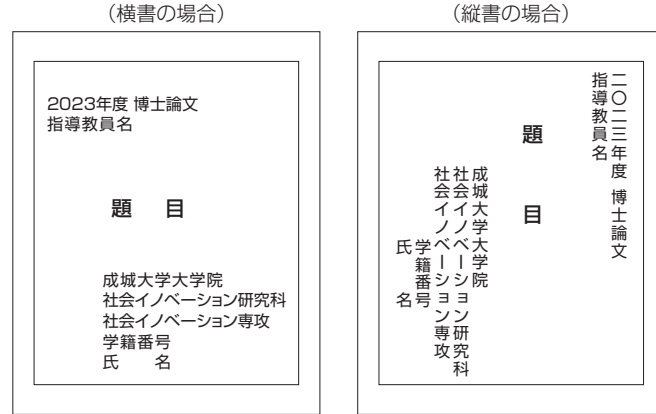 (横書の場合)
2023年度 博士論文
指導教員名
題　目
成城大学大学院
社会イノベーション研究科
社会イノベーション専攻
学籍番号
氏　　名
(縦書の場合)
二〇二三年度 博士論文
指導教員名
題　目
成城大学大学院
社会イノベーション研究科
社会イノベーション専攻
学籍番号
氏　　名